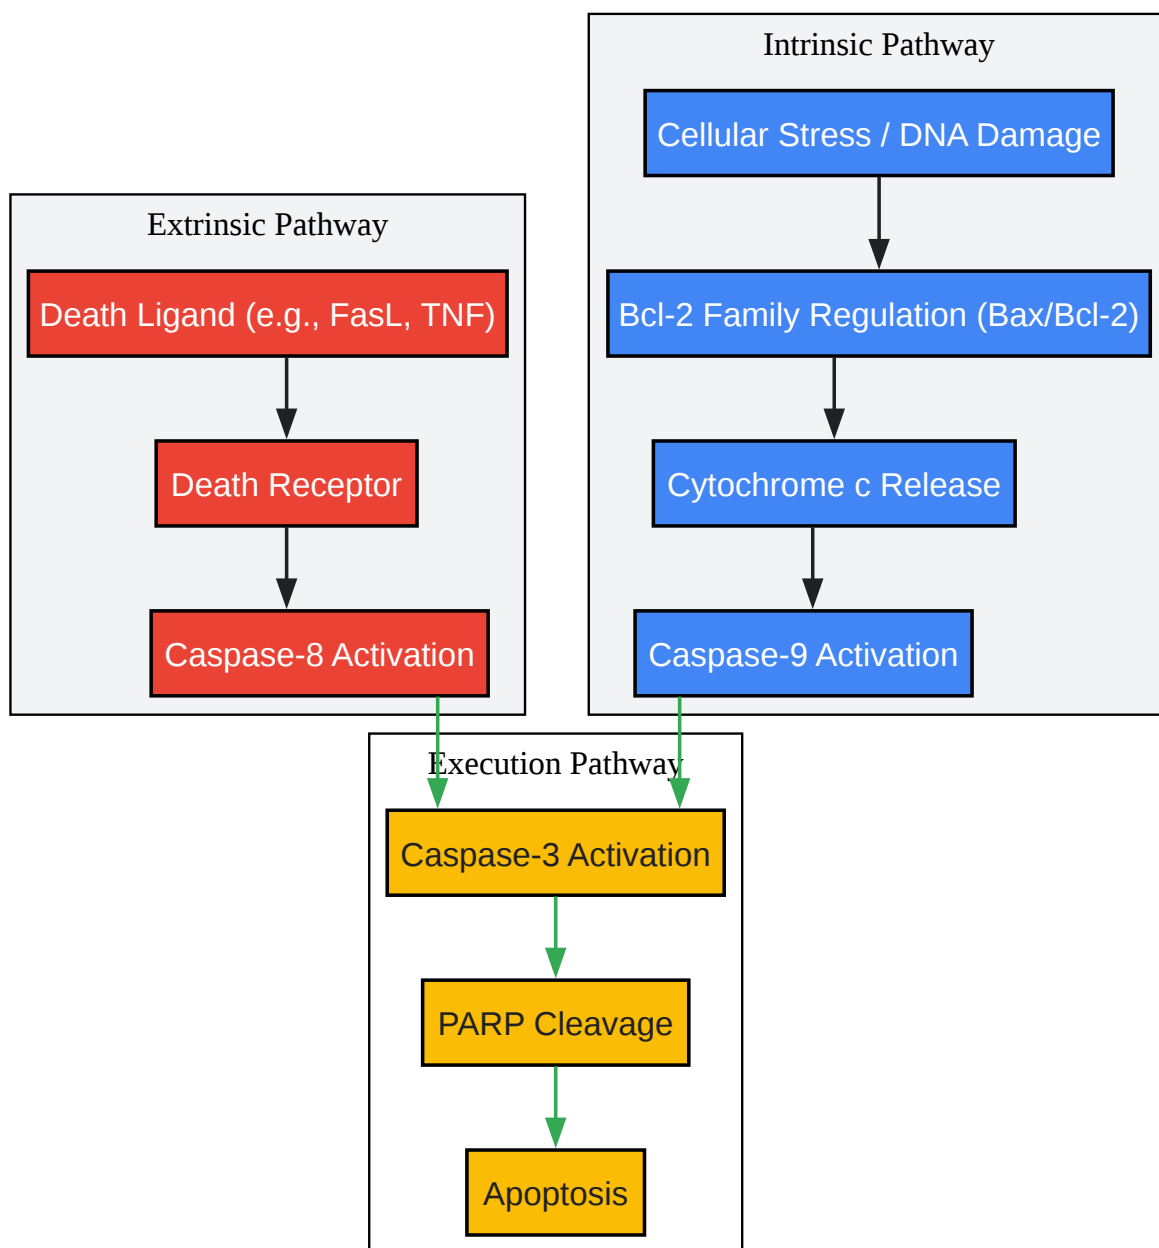 Intrinsic Pathway
Cellular Stress / DNA Damage
Extrinsic Pathway
Death Ligand (e.g., FasL, TNF)
Bcl-2 Family Regulation (Bax/Bcl-2)
Death Receptor
Cytochrome c Release
Caspase-8 Activation
Caspase-9 Activation
Execution Pathway
Caspase-3 Activation
PARP Cleavage
Apoptosis